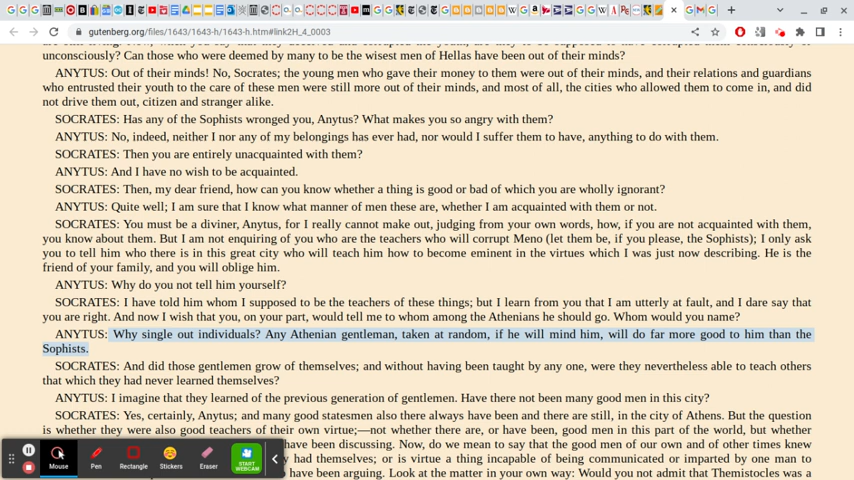 gutenberg.org/files/1643/1643-h/1643-h.htm#link2H_4_0003
unconsciously? Can those who were deemed by many to be the wisest men of Hellas have been out of their minds?
ANYTUS: Out of their minds! No, Socrates; the young men who gave their money to them were out of their minds, and their relations and guardians
who entrusted their youth to the care of these men were still more out of their minds, and most of all, the cities who allowed them to come in, and did
not drive them out, citizen and stranger alike.
SOCRATES: Has any of the Sophists wronged you, Anytus? What makes you so angry with them?
ANYTUS: No, indeed, neither I nor any of my belongings has ever had, nor would I suffer them to have, anything to do with them.
SOCRATES: Then you are entirely unacquainted with them?
ANYTUS: And I have no wish to be acquainted.
SOCRATES: Then, my dear friend, how can you know whether a thing is good or bad of which you are wholly ignorant?
ANYTUS: Quite well; I am sure that I know what manner of men these are, whether I am acquainted with them or not.
SOCRATES: You must be a diviner, Anytus, for I really cannot make out, judging from your own words, how, if you are not acquainted with them,
you know about them. But I am not enquiring of you who are the teachers who will corrupt Meno (let them be, if you please, the Sophists); I only ask
you to tell him who there is in this great city who will teach him how to become eminent in the virtues which I was just now describing. He is the
friend of your family, and you will oblige him.
ANYTUS: Why do you not tell him yourself?
SOCRATES: I have told him whom I supposed to be the teachers of these things; but I learn from you that I am utterly at fault, and I dare say that
you are right. And now I wish that you, on your part, would tell me to whom among the Athenians he should go. Whom would you name?
ANYTUS: Why single out individuals? Any Athenian gentleman, taken at random, if he will mind him, will do far more good to him than the
Sophists.
SOCRATES: And did those gentlemen grow of themselves; and without having been taught by any one, were they nevertheless able to teach others
that which they had never learned themselves?
ANYTUS: I imagine that they learned of the previous generation of gentlemen. Have there not been many good men in this city?
SOCRATES: Yes, certainly, Anytus; and many good statesmen also there always have been and there are still, in the city of Athens. But the question
is whether they were also good teachers of their own virtue;—not whether there are, or have been, good men in this part of the world, but whether
have been discussing. Now, do we mean to say that the good men of our own and of other times knew
had themselves; or is virtue a thing incapable of being communicated or imparted by one man to
have been arguing. Look at the matter in your own way: Would you not admit that Themistocles was a
Mouse
Pen
Rectangle
Stickers
Eraser
START
WEBCAM